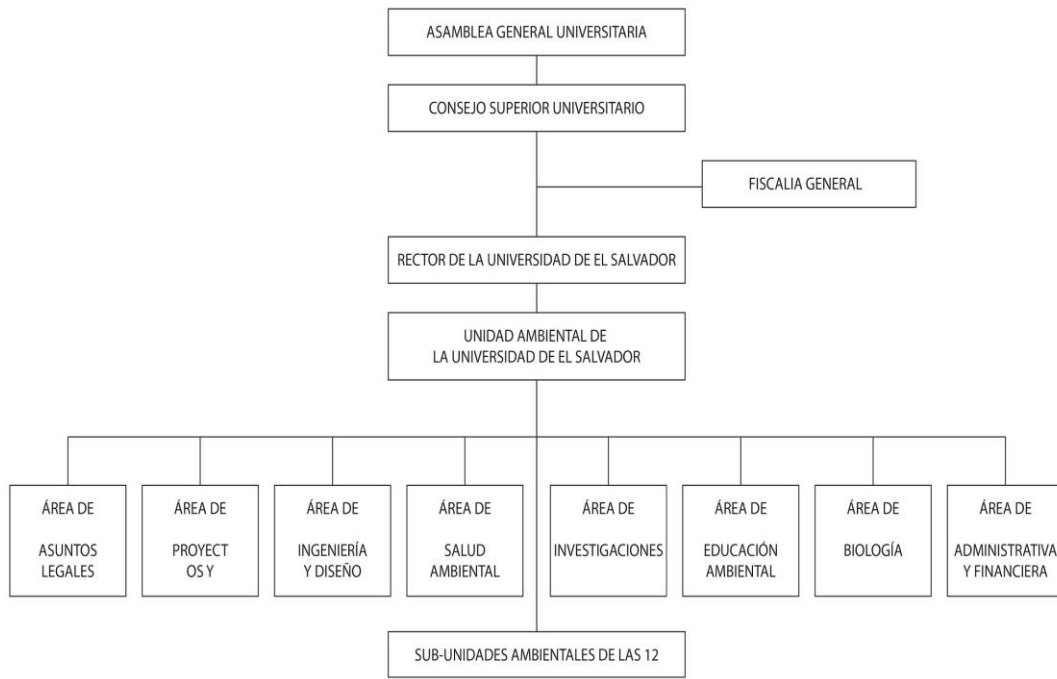 ASAMBLEA GENERAL UNIVERSITARIA
CONSEJO SUPERIOR UNIVERSITARIO
FISCALIA GENERAL
RECTOR DE LA UNIVERSIDAD DE EL SALVADOR
UNIDAD AMBIENTAL DE
LA UNIVERSIDAD DE EL SALVADOR
ÁREA DE
ASUNTOS
LEGALES
ÁREA DE
PROYECT
OS Y
ÁREA DE
INGENIERÍA
Y DISEÑO
ÁREA DE
SALUD
AMBIENTAL
ÁREA DE
INVESTIGACIONES
ÁREA DE
EDUCACIÓN
AMBIENTAL
ÁREA DE
BIOLOGÍA
ÁREA DE
ADMINISTRATIVA
Y FINANCIERA
SUB-UNIDADES AMBIENTALES DE LAS 12